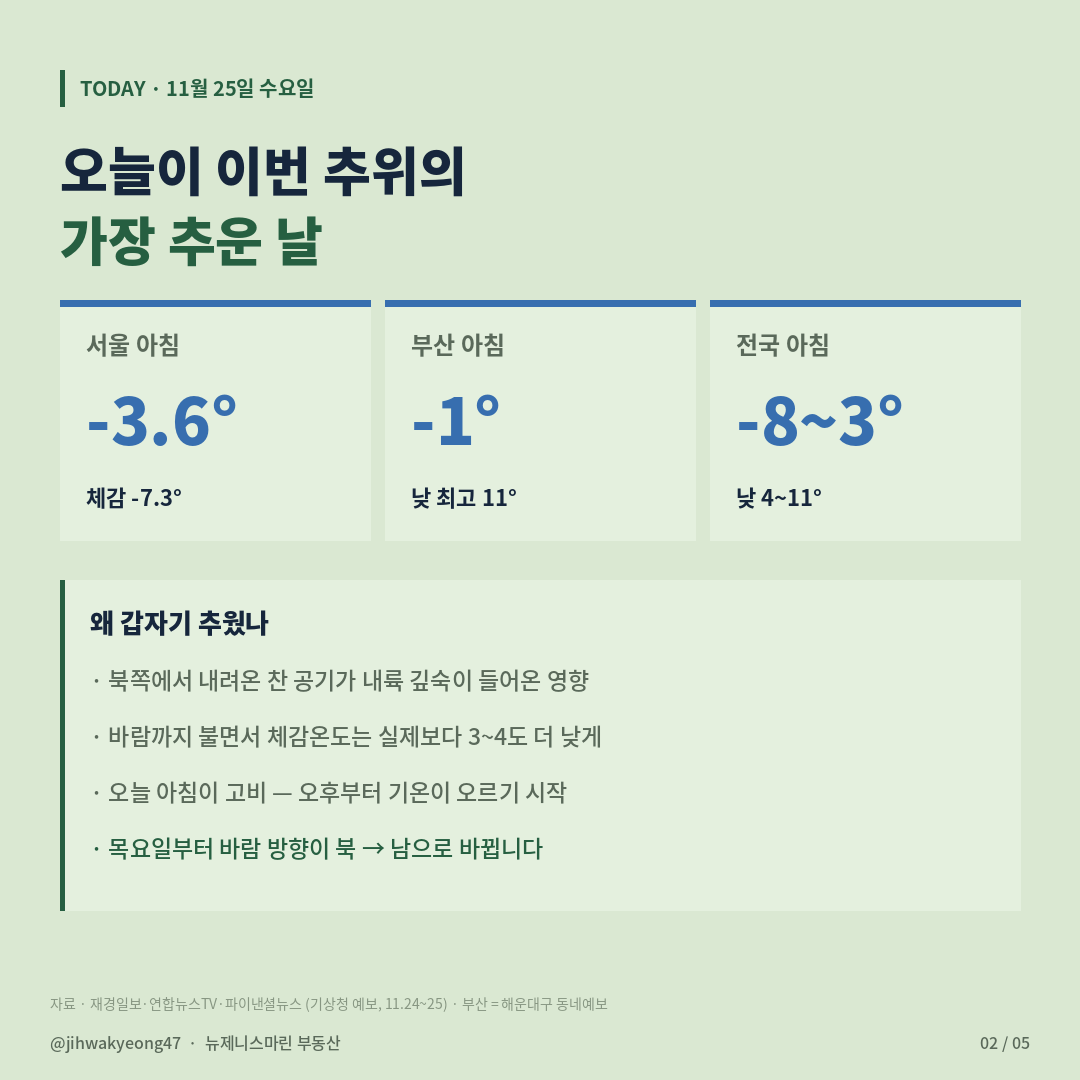 TODAY · 11월 25일 수요일
오늘이 이번 추위의
가장 추운 날
서울 아침
-3.6°
체감 -7.3°
부산 아침
-1°
낮 최고 11°
전국 아침
-8~3°
낮 4~11°
왜 갑자기 추웠나
· 북쪽에서 내려온 찬 공기가 내륙 깊숙이 들어온 영향
· 바람까지 불면서 체감온도는 실제보다 3~4도 더 낮게
· 오늘 아침이 고비 — 오후부터 기온이 오르기 시작
· 목요일부터 바람 방향이 북 → 남으로 바뀝니다
자료 · 재경일보·연합뉴스TV·파이낸셜뉴스 (기상청 예보, 11.24~25) · 부산 = 해운대구 동네예보
@jihwakyeong47 · 뉴제니스마린 부동산
02 / 05